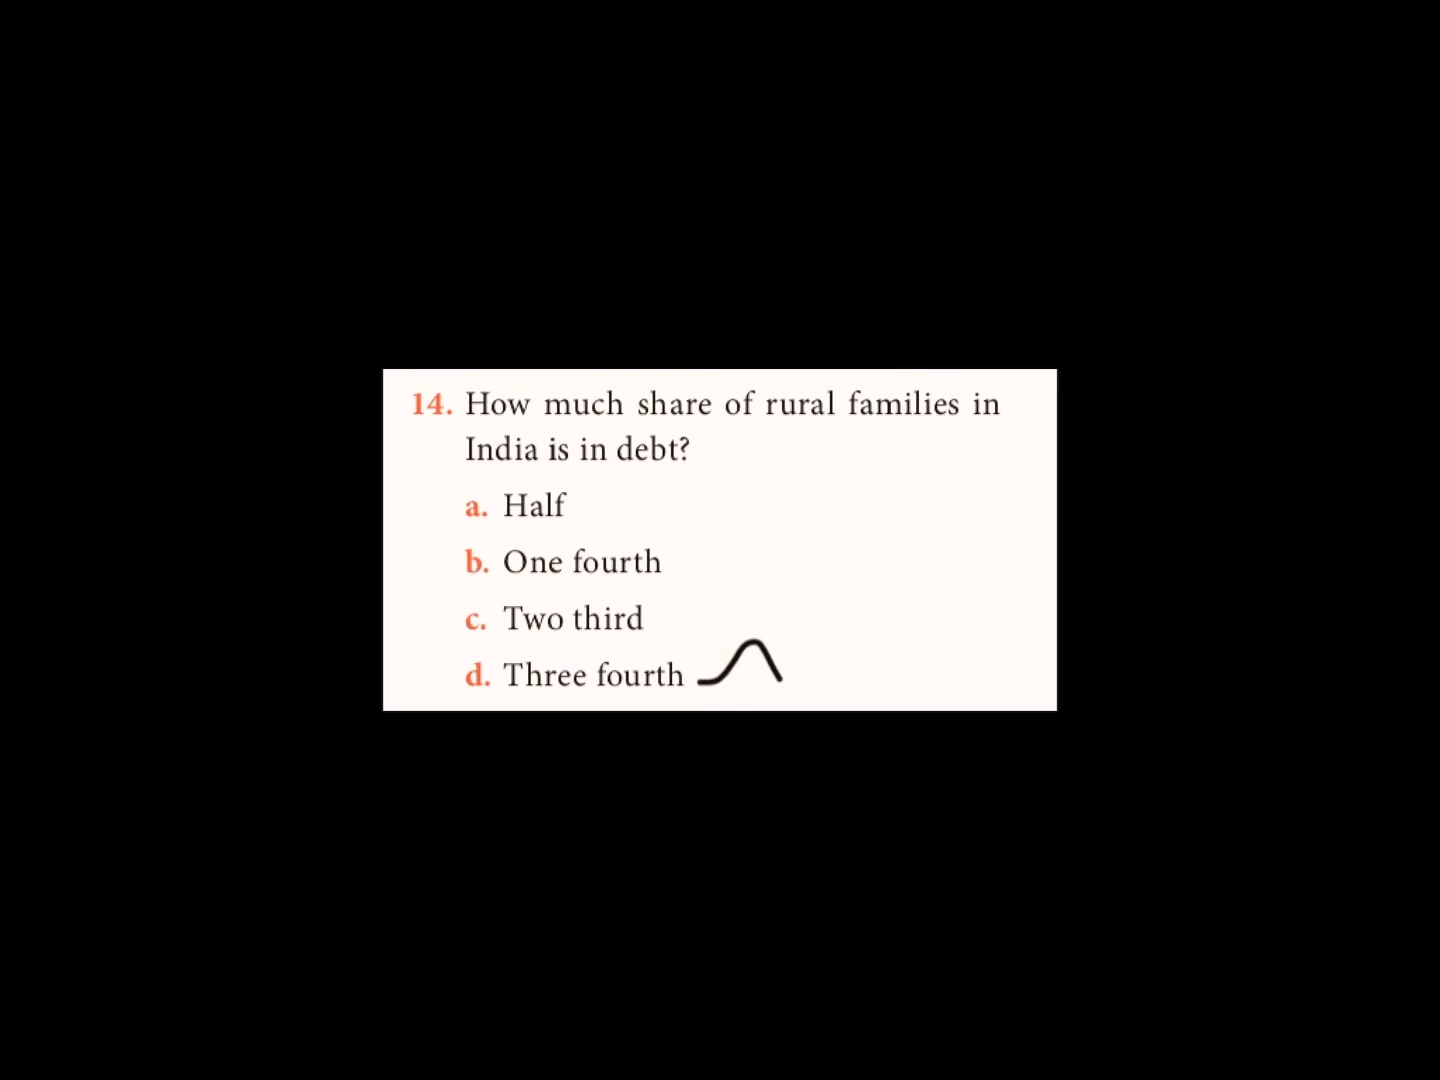 14. How much share of rural families in
India is in debt?
a. Half
b. One fourth
c. Two third
d. Three fourth